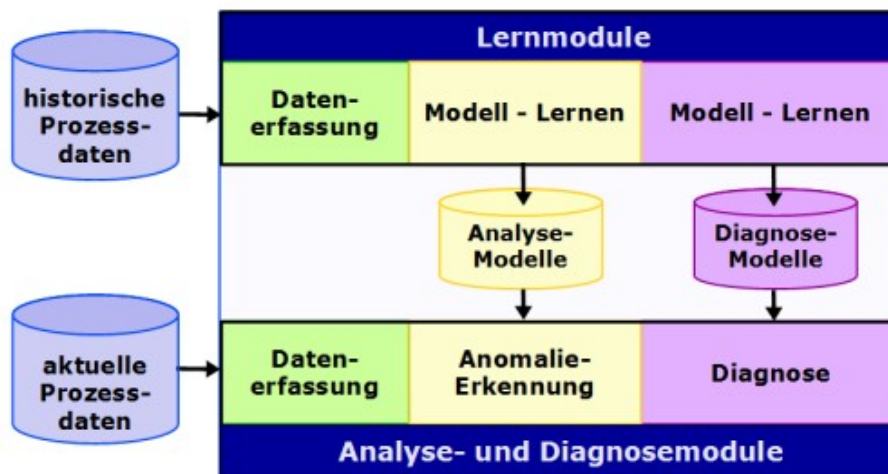 Lernmodule
historische
Prozess-
daten
Daten-
erfassung
Modell - Lernen
Modell - Lernen
Analyse-
Modelle
Diagnose-
Modelle
aktuelle
Prozess-
daten
Daten-
erfassung
Anomalie-
Erkennung
Diagnose
Analyse- und Diagnosemodule